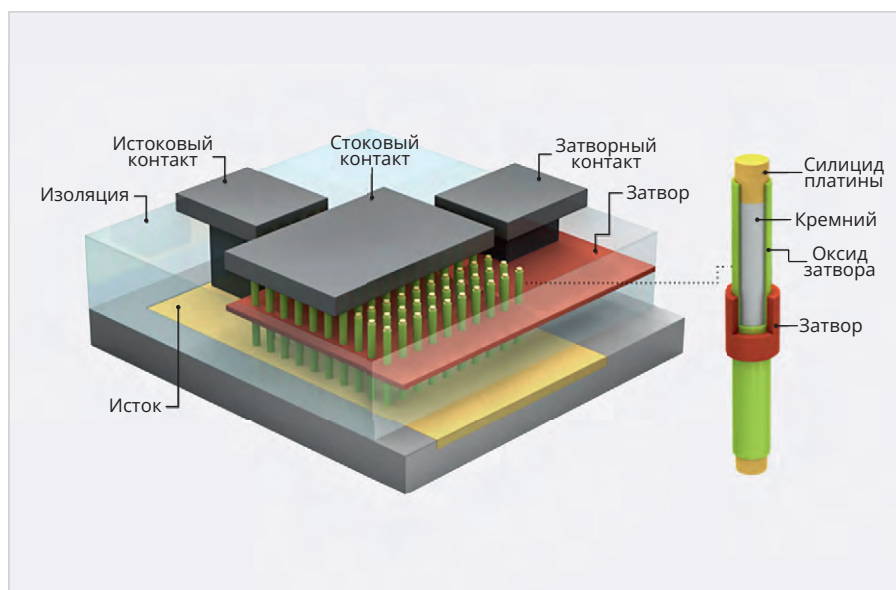 Истоковый
контакт
Стоковый
контакт
Затворный
контакт
Изоляция
Затвор
Исток
Силицид
платины
Кремний
Оксид
затвора
Затвор